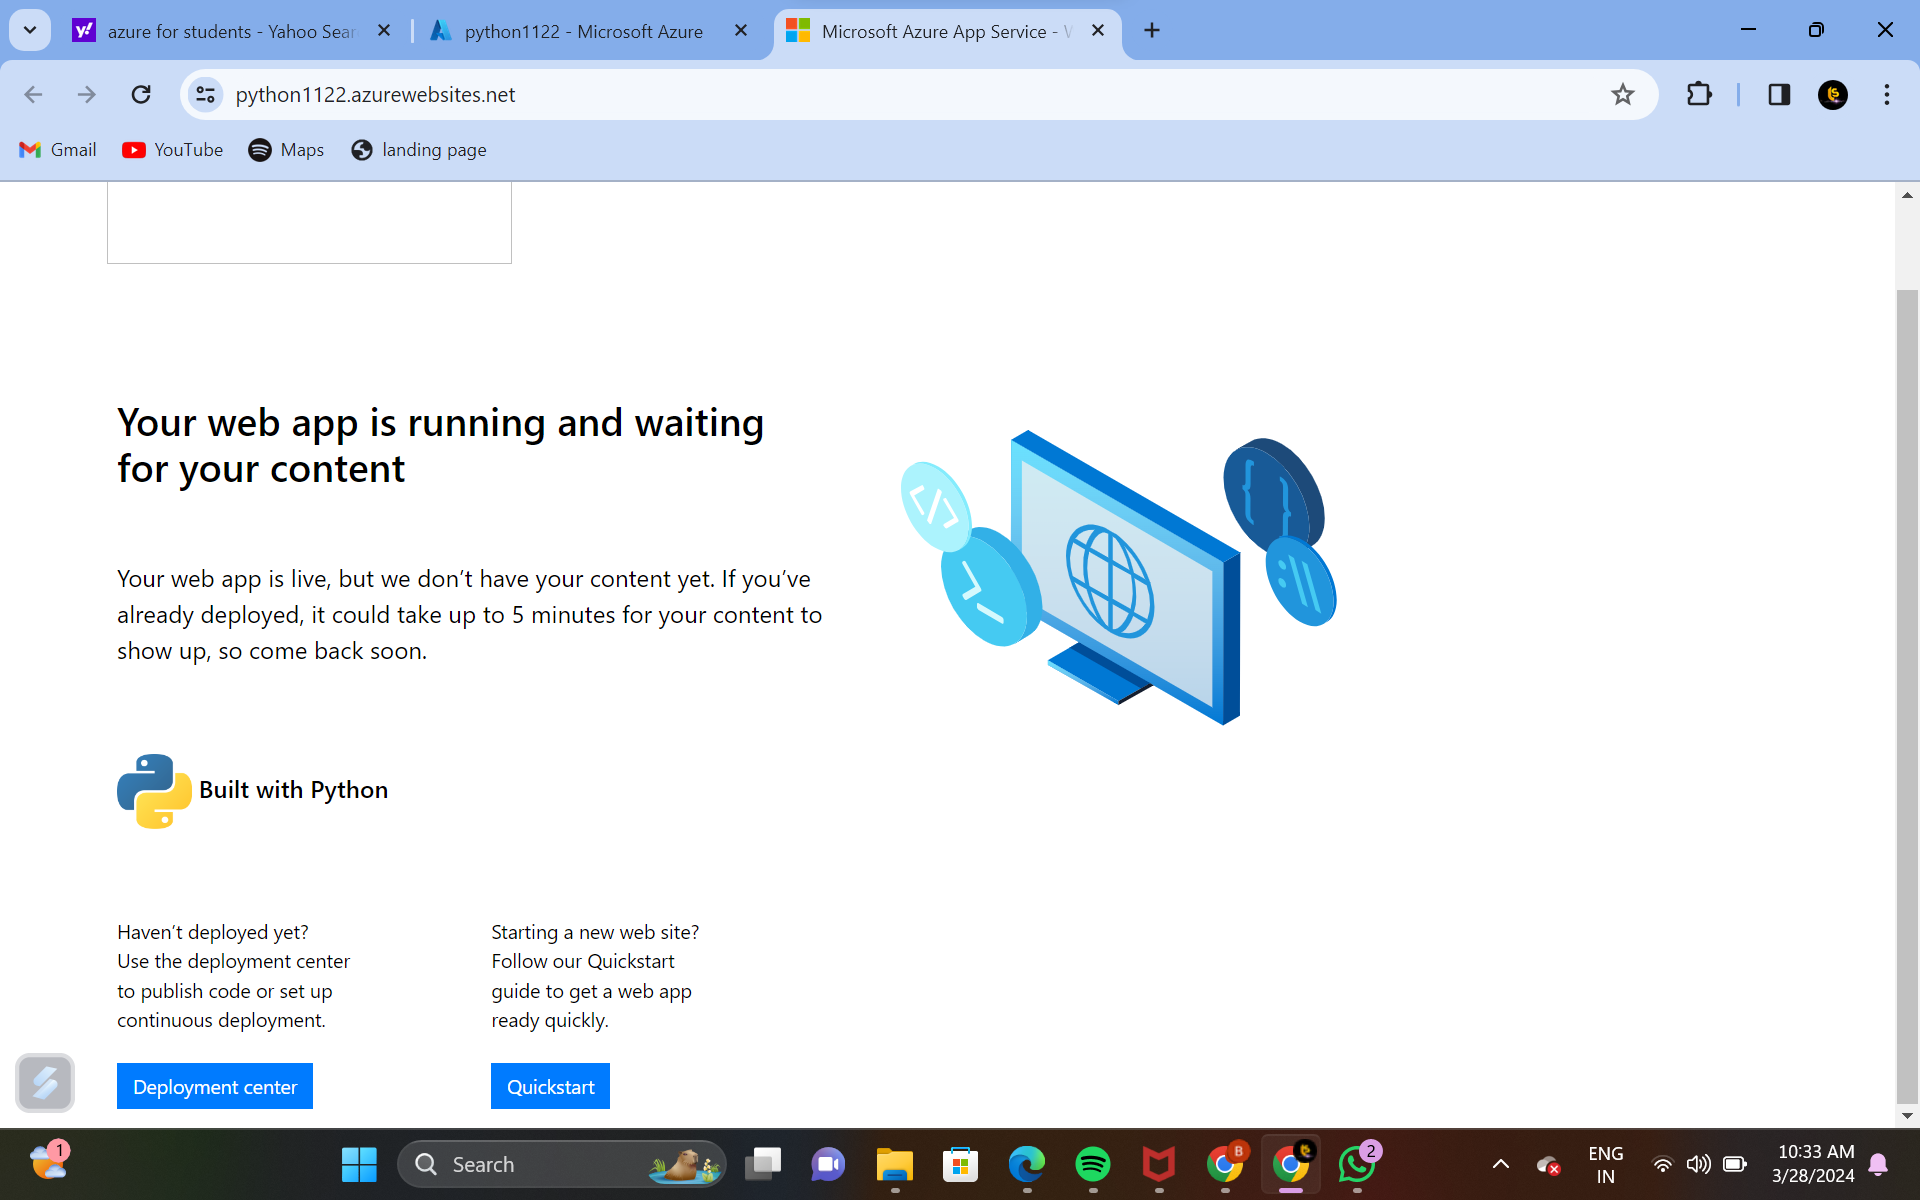 azure for students - Yahoo Sear
python1122 - Microsoft Azure
Microsoft Azure App Service - W
python1122.azurewebsites.net
Gmail
YouTube
Maps
landing page
Your web app is running and waiting
for your content
Your web app is live, but we don’t have your content yet. If you’ve
already deployed, it could take up to 5 minutes for your content to
show up, so come back soon.
Built with Python
Haven’t deployed yet?
Use the deployment center
to publish code or set up
continuous deployment.
Deployment center
Starting a new web site?
Follow our Quickstart
guide to get a web app
ready quickly.
Quickstart
1
Search
B
2
ENG
IN
10:33 AM
3/28/2024